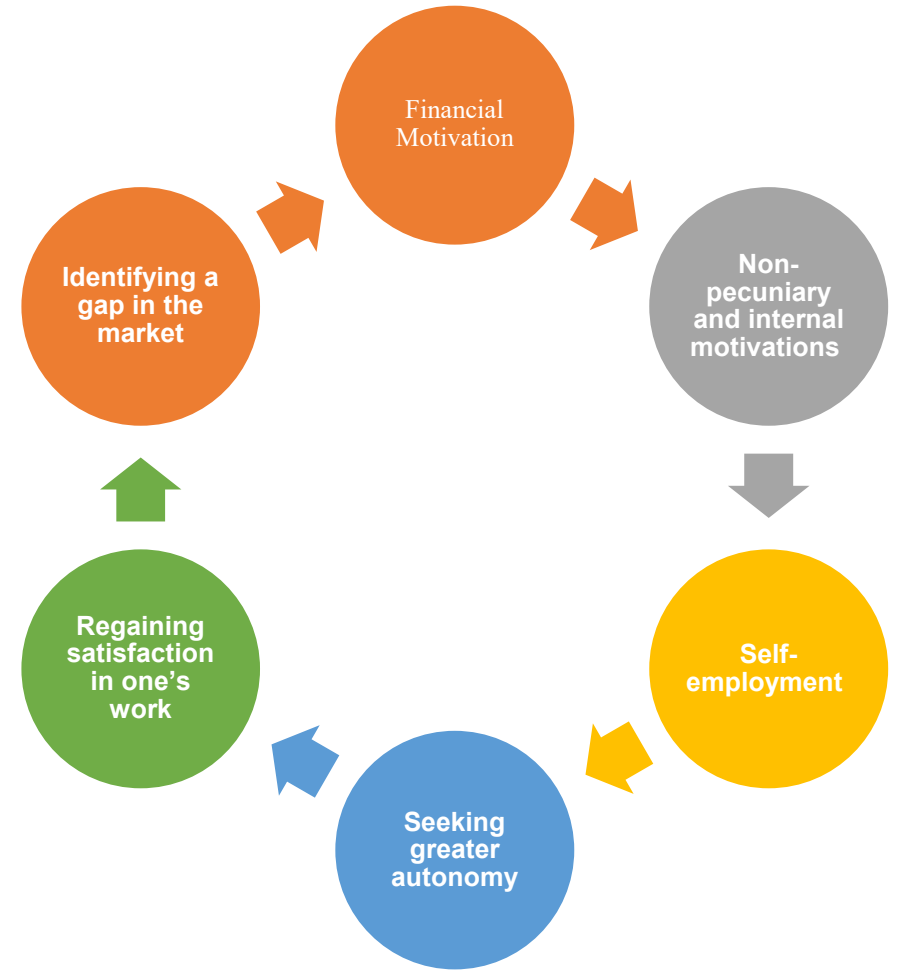 Financial
Motivation
Non-
pecuniary
and internal
motivations
Self-
employment
Seeking
greater
autonomy
Regaining
satisfaction
in one’s
work
Identifying a
gap in the
market